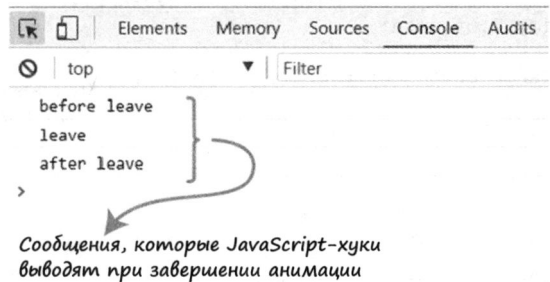 Elements Memory Sources Console Audits
top ▼ Filter
before leave
leave
after leave
>
Сообщения, которые JavaScript-хуки
выводят при завершении анимации